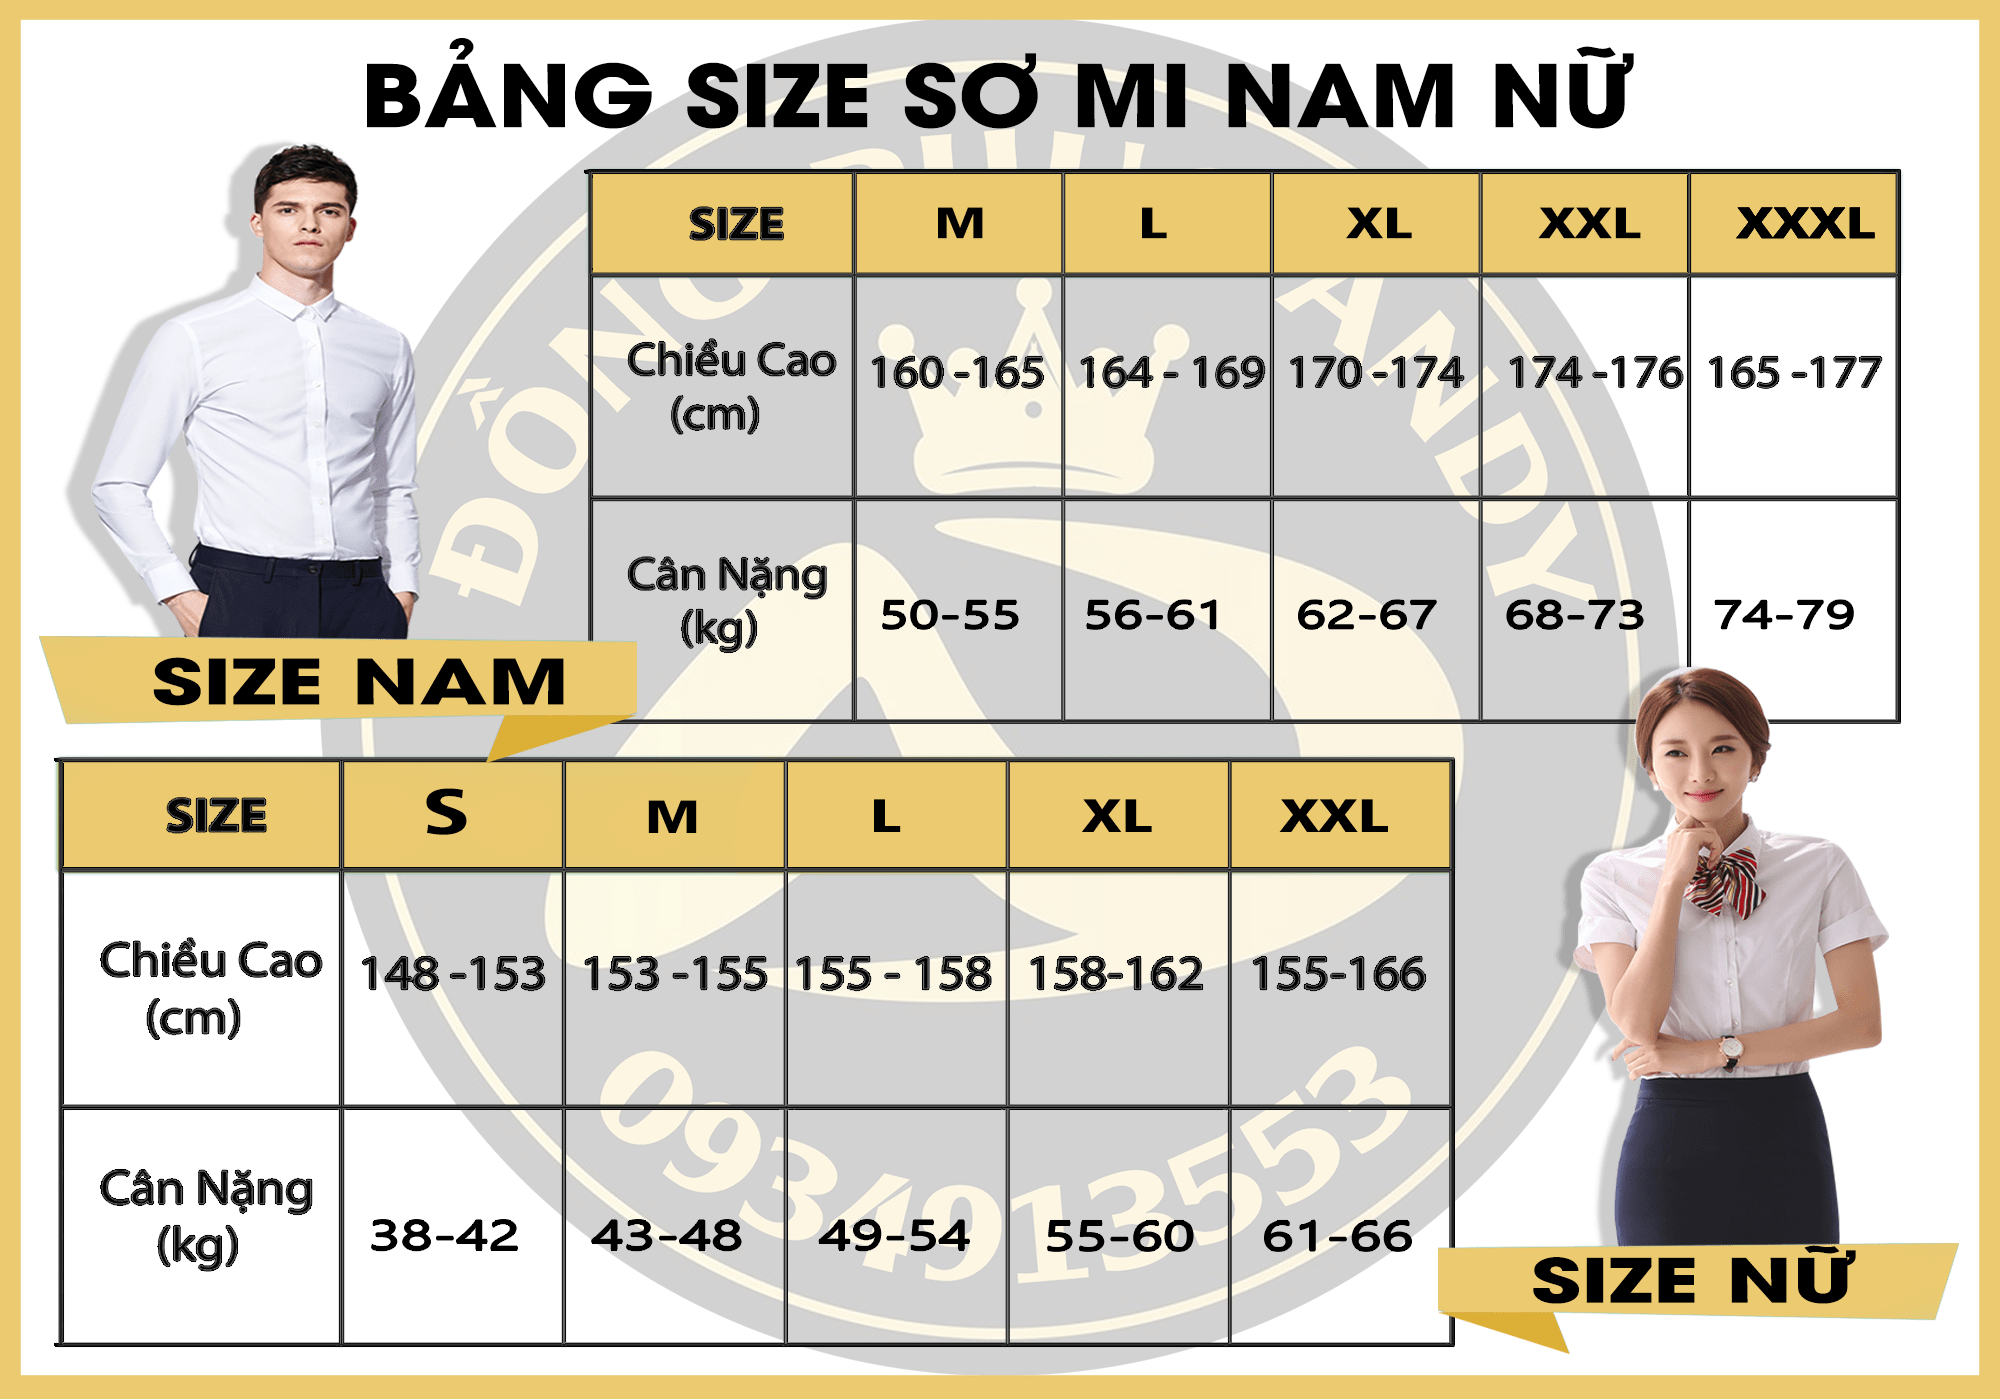 BẢNG SIZE SƠ MI NAM NỮ
SIZE M L XL XXL XXXL
Chiều Cao (cm) 160 -165 164 - 169 170 -174 174 -176 165 -177
Cân Nặng (kg) 50-55 56-61 62-67 68-73 74-79
SIZE NAM
SIZE S M L XL XXL
Chiều Cao (cm) 148 -153 153 -155 155 - 158 158-162 155-166
Cân Nặng (kg) 38-42 43-48 49-54 55-60 61-66
SIZE NỮ
ĐỒNG ANDY
0934913553